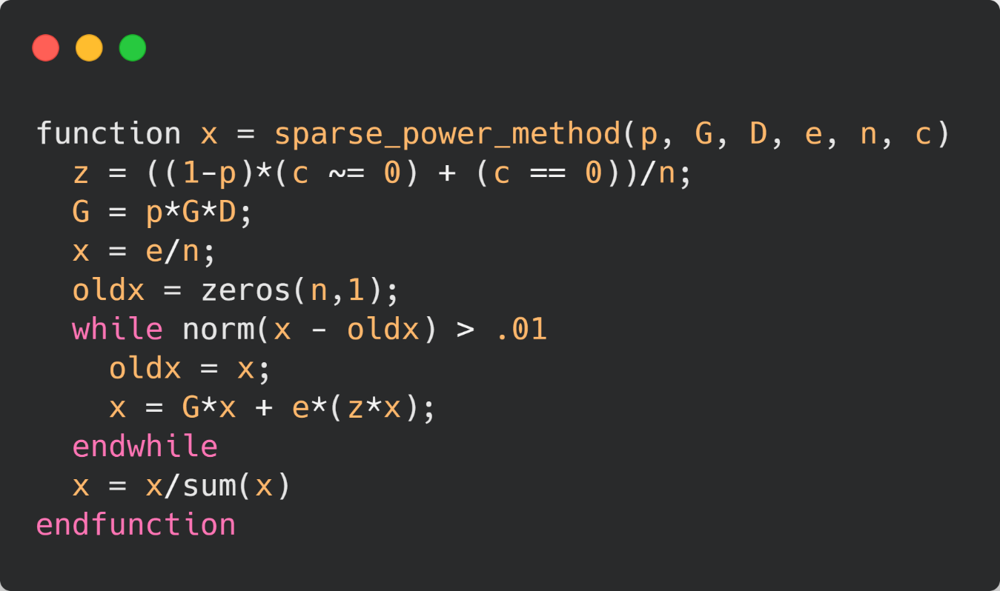 function x = sparse_power_method(p, G, D, e, n, c)
  z = ((1-p)*(c ~= 0) + (c == 0))/n;
  G = p*G*D;
  x = e/n;
  oldx = zeros(n,1);
  while norm(x - oldx) > .01
    oldx = x;
    x = G*x + e*(z*x);
  endwhile
  x = x/sum(x)
endfunction